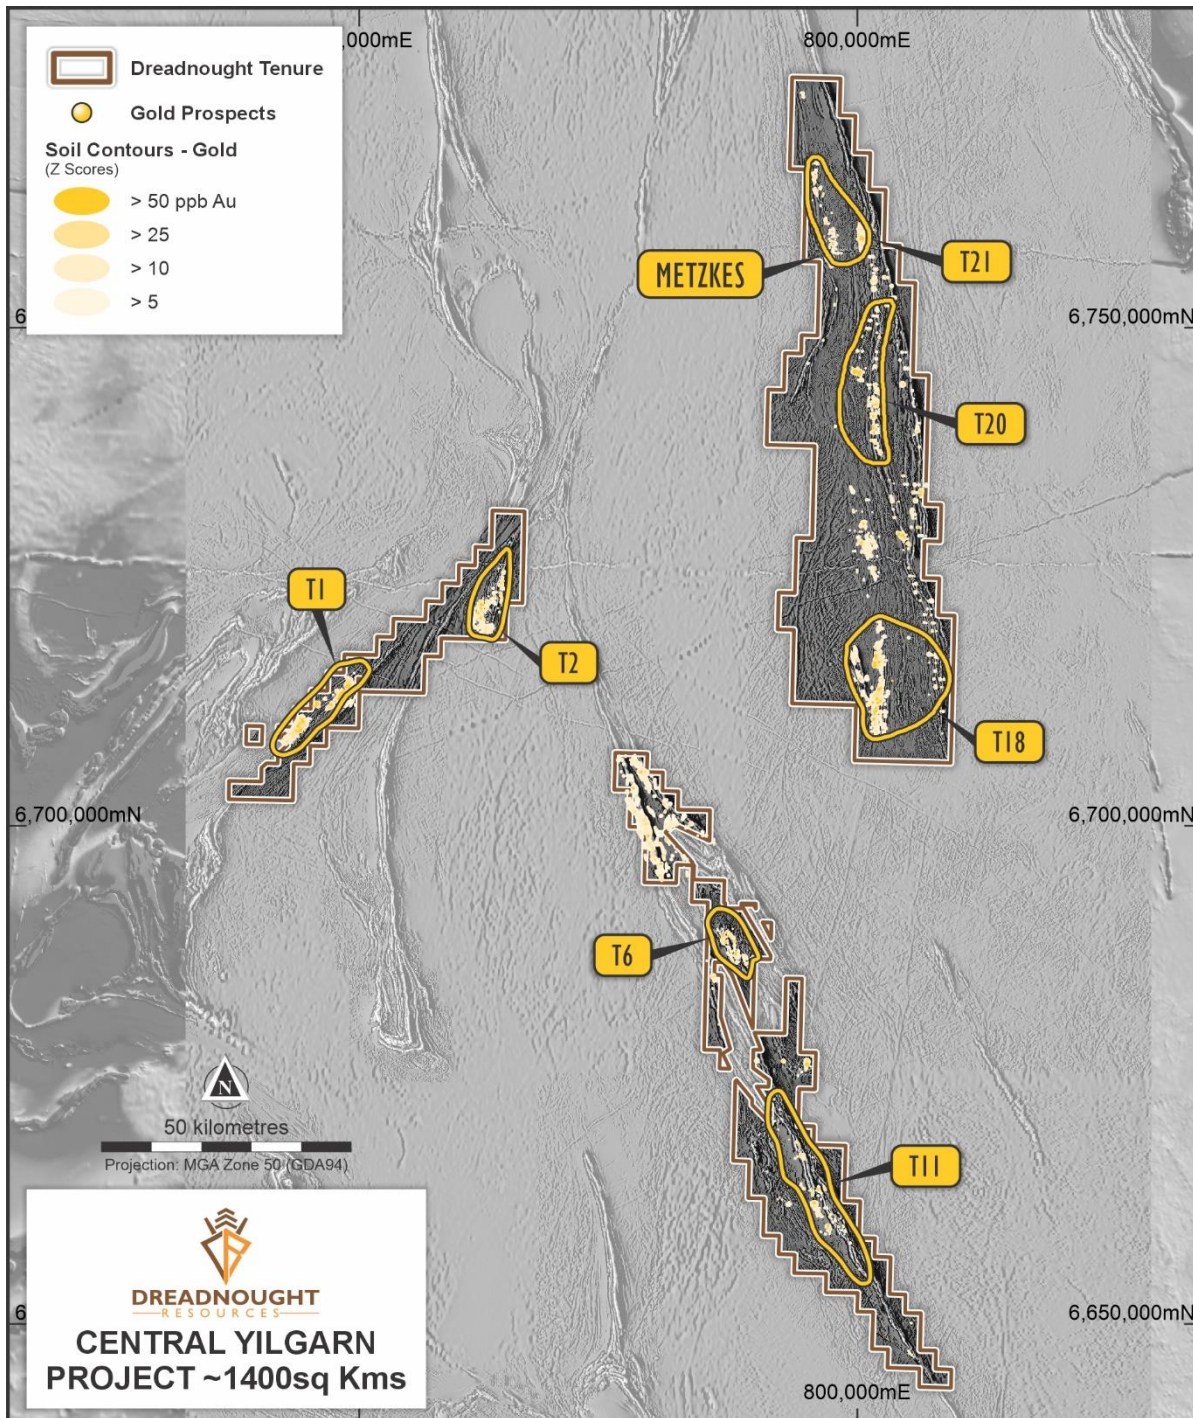 ,000mE
800,000mE
Dreadnought Tenure
Gold Prospects
Soil Contours - Gold
(Z Scores)
> 50 ppb Au
> 25
> 10
> 5
METZKES
T21
6
6,750,000mN
T20
T1
T2
T18
6,700,000mN
6,700,000mN
T6
N
50 kilometres
Projection: MGA Zone 50 (GDA94)
T11
DREADNOUGHT
RESOURCES
CENTRAL YILGARN
PROJECT ~1400sq Kms
6
6,650,000mN
800,000mE